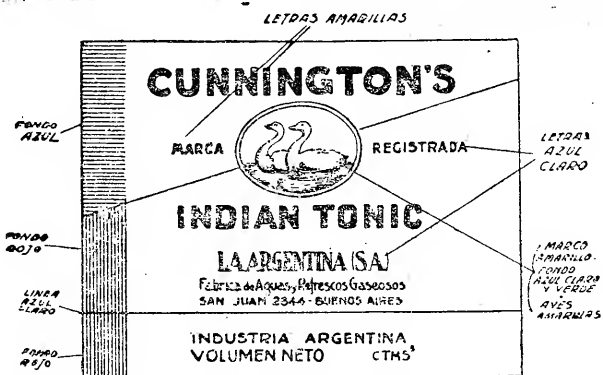 LETRAS AMARILLAS
CUNNINGTON'S
FONDO
AZUL
MARCA
REGISTRADA
LETRAS
AZUL
CLARO
INDIAN TONIC
FONDO
ROJO
LA ARGENTINA (S.A.)
Fabrica de Aguas y Refrescos Gaseosos
SAN JUAN 2344 - BUENOS AIRES
MARCO
AMARILLO -
FONDO
AZUL CLARO
Y VERDE -
AVES
AMARILLAS
LINEA
AZUL
CLARO
INDUSTRIA ARGENTINA
VOLUMEN NETO CTMS³
FONDO
ROJO